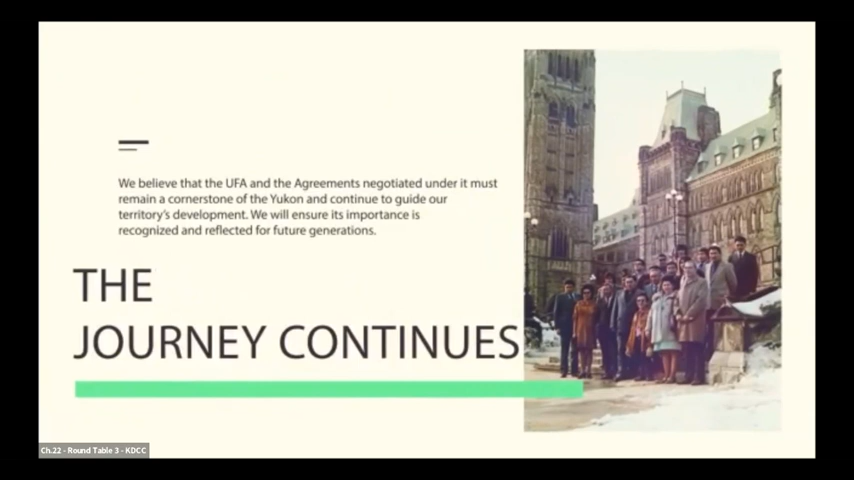 We believe that the UFA and the Agreements negotiated under it must
remain a cornerstone of the Yukon and continue to guide our
territory's development. We will ensure its importance is
recognized and reflected for future generations.
THE
JOURNEY CONTINUES
Ch.22 - Round Table 3 - KDCC